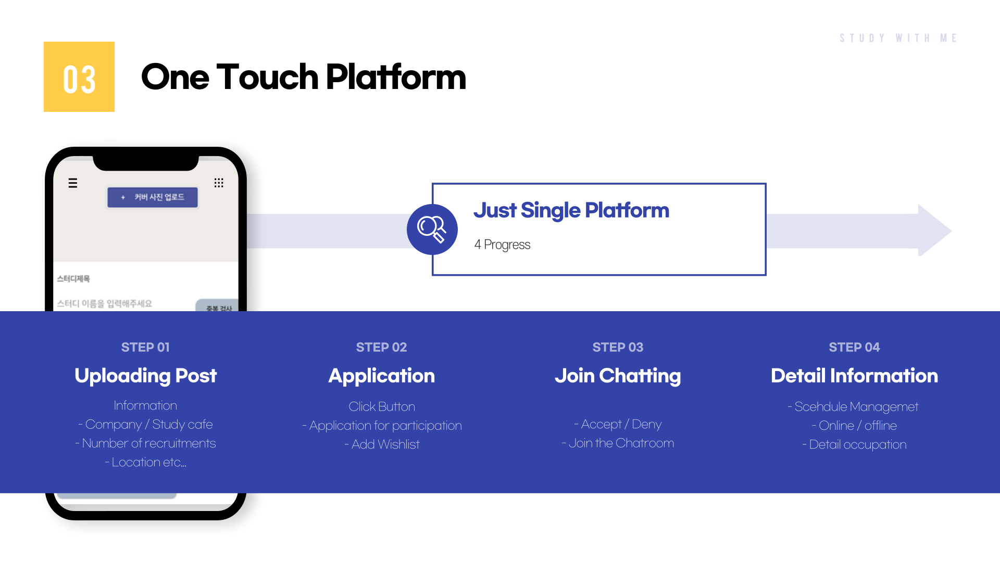 STUDY WITH ME
03
One Touch Platform
+ 커버 사진 업로드
스터디제목
스터디 이름을 입력해주세요
중복 검사
Just Single Platform
4 Progress
STEP 01
Uploading Post
Information
- Company / Study cafe
- Number of recruitments
- Location etc...
STEP 02
Application
Click Button
- Application for participation
- Add Wishlist
STEP 03
Join Chatting
- Accept / Deny
- Join the Chatroom
STEP 04
Detail Information
- Scehdule Managemet
- Online / offline
- Detail occupation